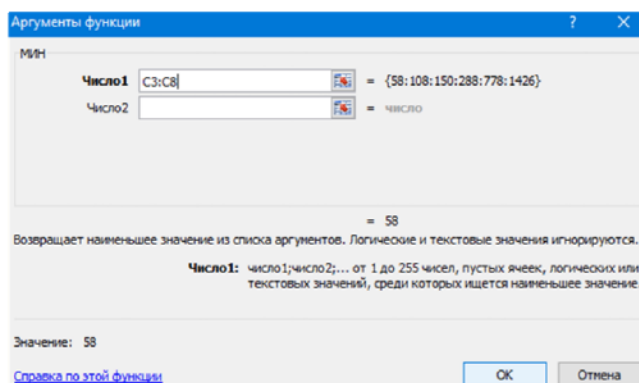 Аргументы функции ? X
МИН
Число1 C3:C8 = {58:108:150:288:778:1426}
Число2 = число
= 58
Возвращает наименьшее значение из списка аргументов. Логические и текстовые значения игнорируются.
Число1: число1;число2;... от 1 до 255 чисел, пустых ячеек, логических или
текстовых значений, среди которых ищется наименьшее значение
Значение: 58
Справка по этой функции
ОК Отмена